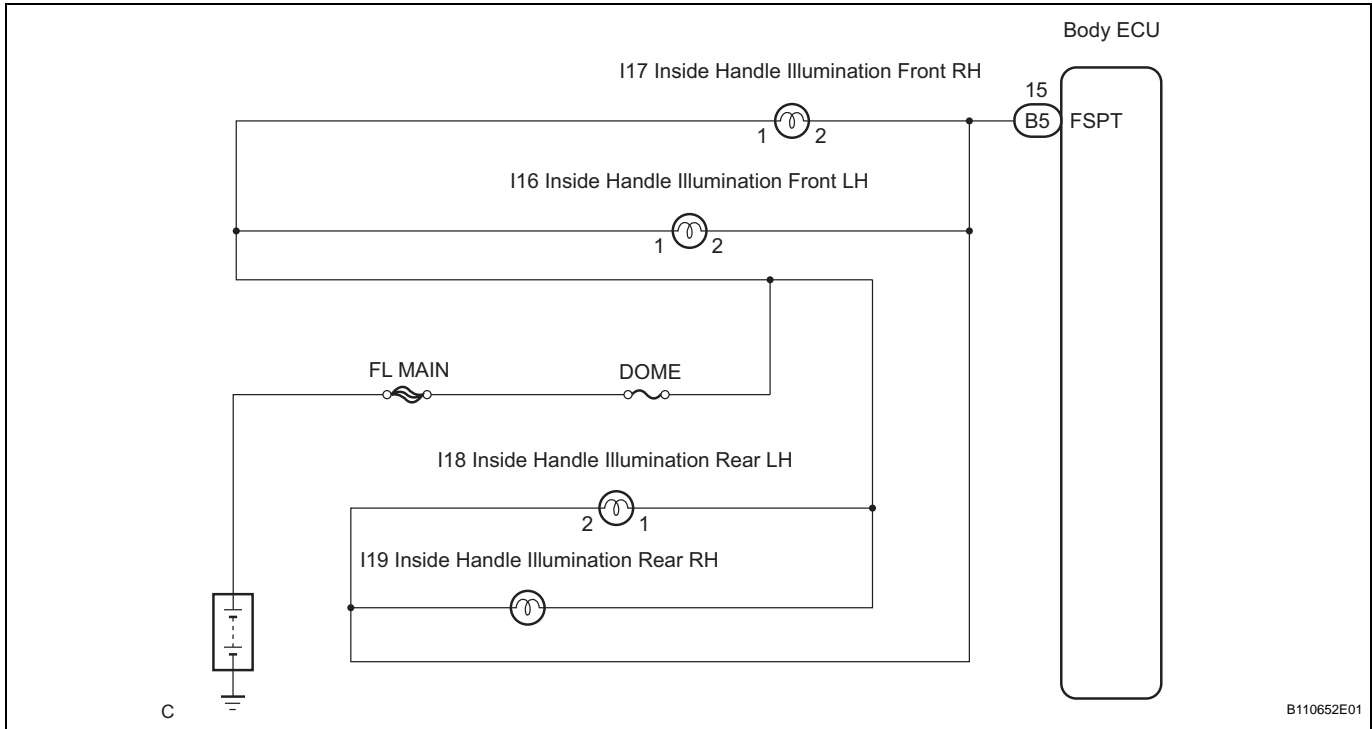 Body ECU
I17 Inside Handle Illumination Front RH
15
1 2
B5 FSPT
I16 Inside Handle Illumination Front LH
1 2
FL MAIN DOME
I18 Inside Handle Illumination Rear LH
2 1
I19 Inside Handle Illumination Rear RH
C
B110652E01